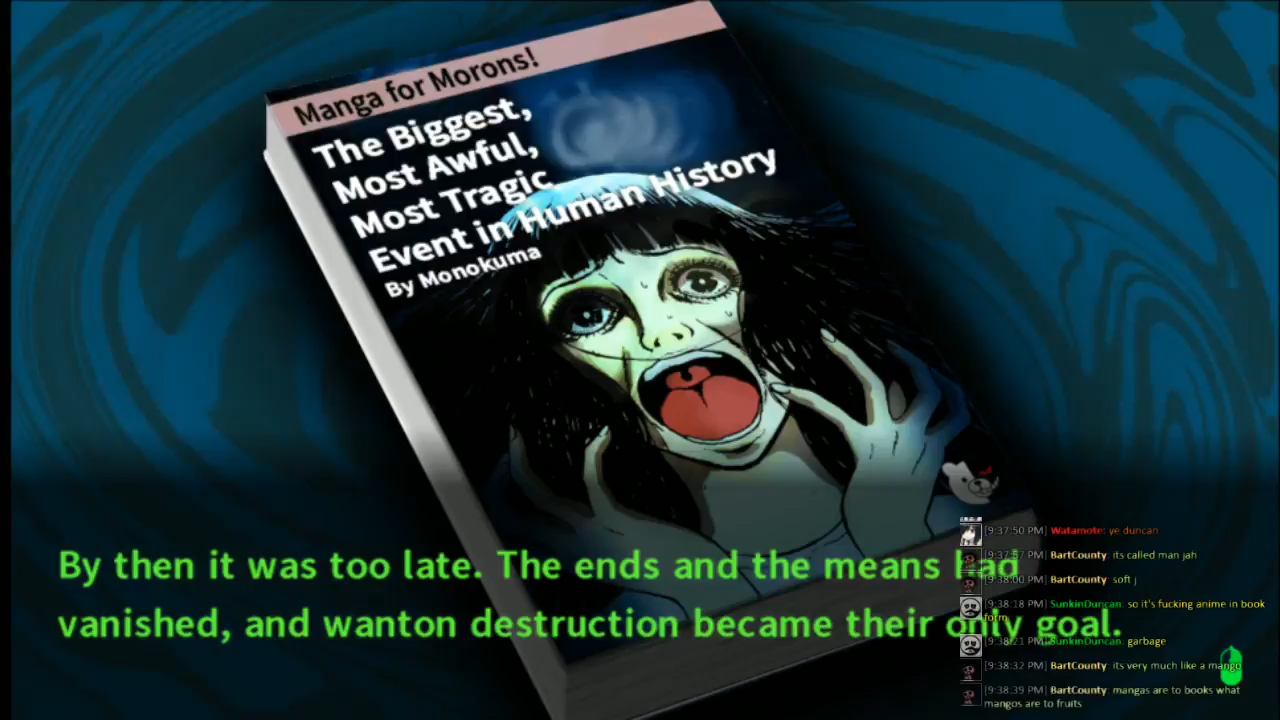 Manga for Morons!
The Biggest,
Most Awful,
Most Tragic
Event in Human History
By Monokuma
By then it was too late. The ends and the means had
vanished, and wanton destruction became their only goal.
[9:37:50 PM] Watamote: ye duncan
[9:37:57 PM] BartCounty: its called man jah
[9:38:00 PM] BartCounty: soft j
[9:38:18 PM] SunkinDuncan: so it's fucking anime in book
form
[9:38:21 PM] SunkinDuncan: garbage
[9:38:32 PM] BartCounty: its very much like a mango
[9:38:39 PM] BartCounty: mangas are to books what
mangos are to fruits